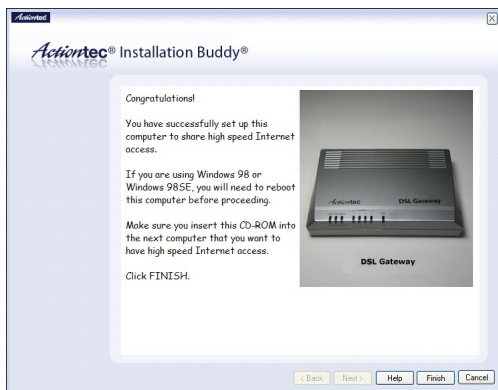 Actiontec
Actiontec® Installation Buddy®
Congratulations!
You have successfully set up this
computer to share high speed Internet
access.
If you are using Windows 98 or
Windows 98SE, you will need to reboot
this computer before proceeding.
Make sure you insert this CD-ROM into
the next computer that you want to
have high speed Internet access.
Click FINISH.
Actiontec DSL Gateway
DSL Gateway
< Back Next > Help Finish Cancel